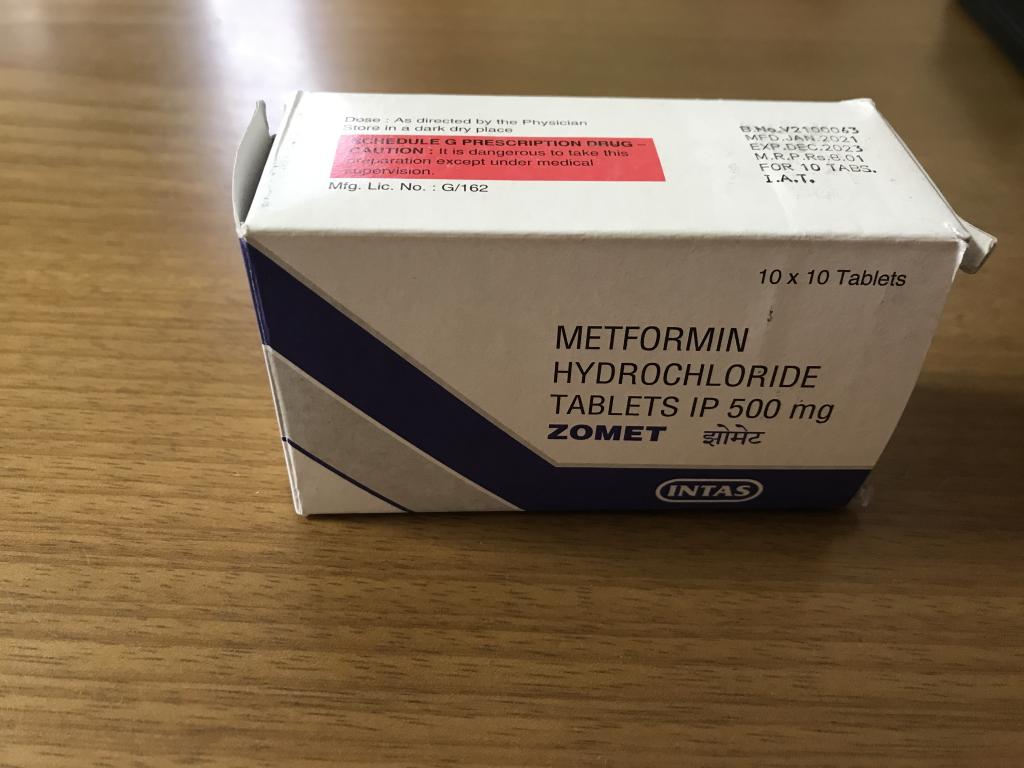 Dose : As directed by the Physician
Store in a dark dry place
SCHEDULE G PRESCRIPTION DRUG –
CAUTION : It is dangerous to take this
preparation except under medical
supervision.
Mfg. Lic. No. : G/162
B.No.V2100063
MFD.JAN.2021
EXP.DEC.2023
M.R.P.Rs.8.01
FOR 10 TABS.
I.A.T.
10 x 10 Tablets
METFORMIN
HYDROCHLORIDE
TABLETS IP 500 mg
ZOMET झोमेट
INTAS